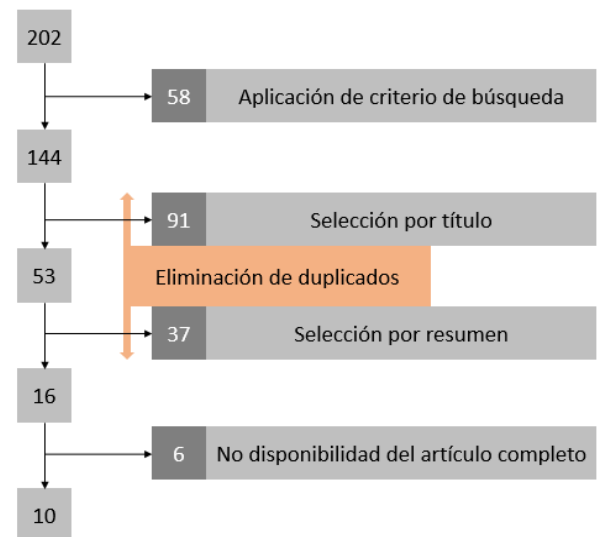 202
58 Aplicación de criterio de búsqueda
144
91 Selección por título
53
Eliminación de duplicados
37 Selección por resumen
16
6 No disponibilidad del artículo completo
10